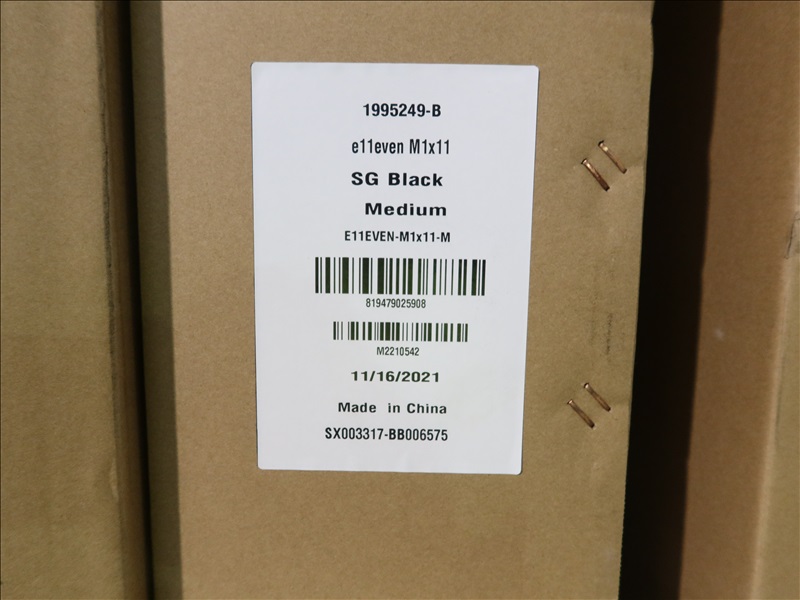 1995249-B
e11even M1x11
SG Black
Medium
E11EVEN-M1x11-M
819479025908
M2210542
11/16/2021
Made in China
SX003317-BB006575